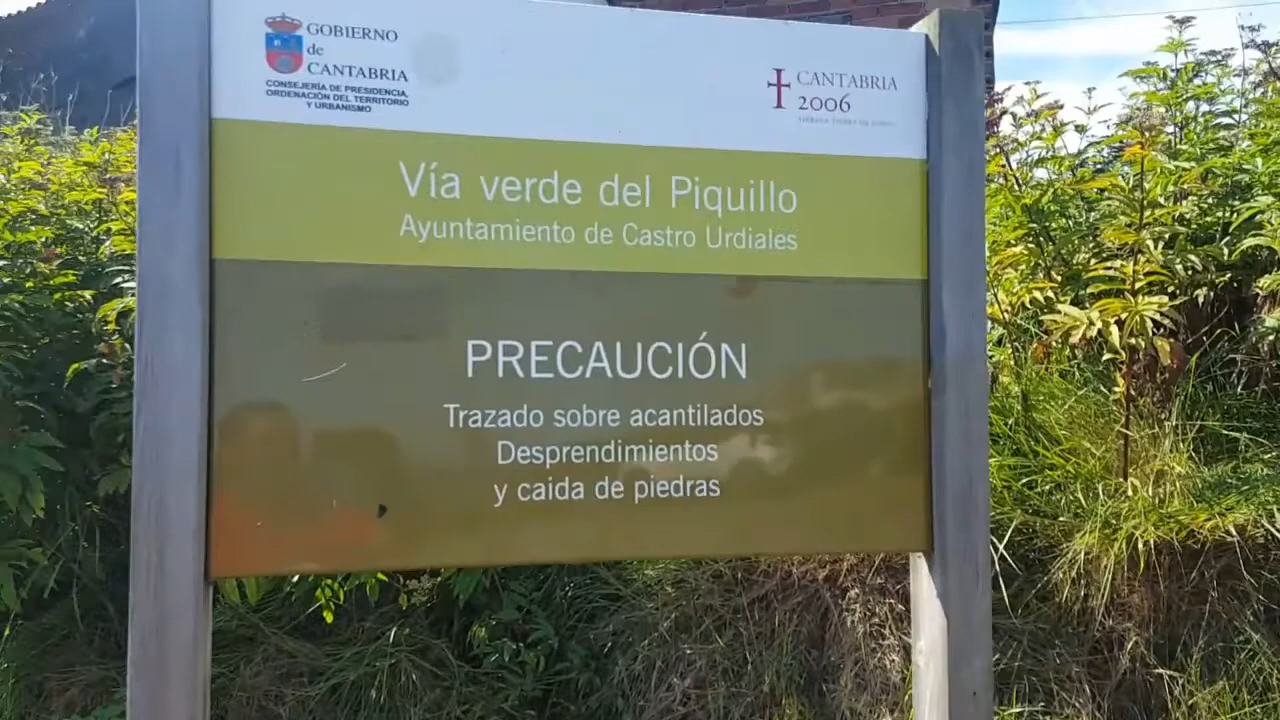 GOBIERNO
de
CANTABRIA
CONSEJERÍA DE PRESIDENCIA,
ORDENACIÓN DEL TERRITORIO
Y URBANISMO
CANTABRIA
2006
Vía verde del Piquillo
Ayuntamiento de Castro Urdiales
PRECAUCIÓN
Trazado sobre acantilados
Desprendimientos
y caida de piedras